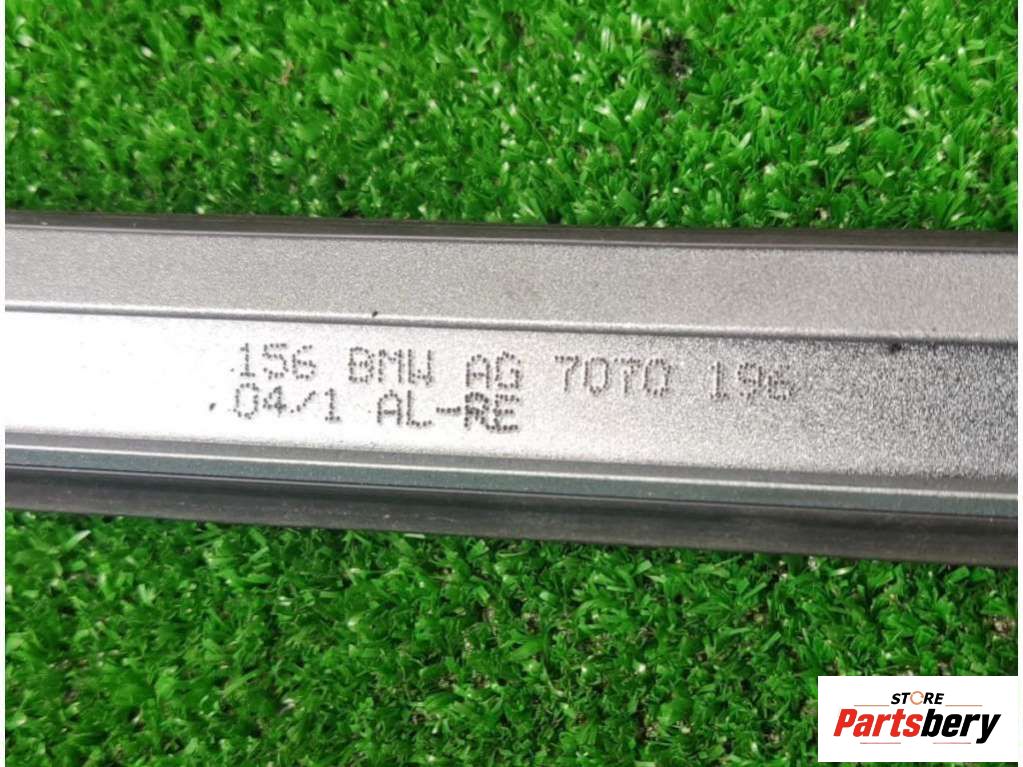 156 BMW AG 7070 196
.04/1 AL-RE
STORE
Partsbery